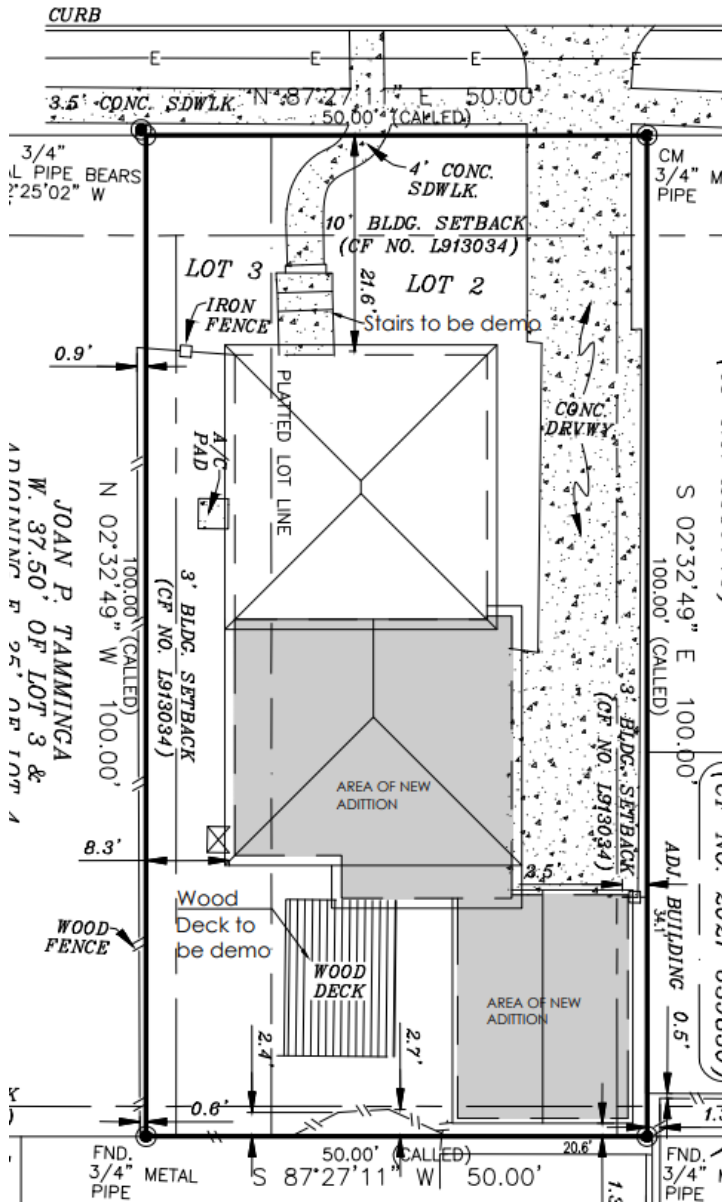 CURB
E E E E
N 87°27'11" E 50.00'
3.5' CONC. SDWLK.
50.00' (CALLED)
3/4"
PIPE BEARS
2°25'02" W
4' CONC.
SDWLK.
CM
3/4" M
PIPE
10' BLDG. SETBACK
(CF NO. L913034)
LOT 3
LOT 2
21.6'
IRON
FENCE
Stairs to be demo
0.9'
PLATTED LOT LINE
A/C
PAD
CONC.
DRVWY
JOAN P. TAMMINGA
W. 37.50' OF LOT 3 &
N 02°32'49" W 100.00'
100.00' (CALLED)
3' BLDG. SETBACK
(CF NO. L913034)
S 02°32'49" E 100.00'
100.00' (CALLED)
3' BLDG. SETBACK
(CF NO. L913034)
AREA OF NEW
ADITTION
8.3'
3.5'
ADJ. BUILDING 0.5'
34.1'
Wood
Deck to
be demo
WOOD
FENCE
WOOD
DECK
AREA OF NEW
ADITTION
2.4'
2.7'
0.6'
20.6'
FND.
3/4" METAL
PIPE
50.00' (CALLED)
S 87°27'11" W 50.00'
FND.
3/4"
PIPE